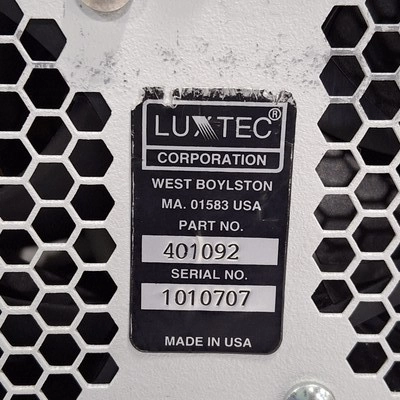 LUXTEC®
CORPORATION
WEST BOYLSTON
MA. 01583 USA
PART NO.
401092
SERIAL NO.
1010707
MADE IN USA